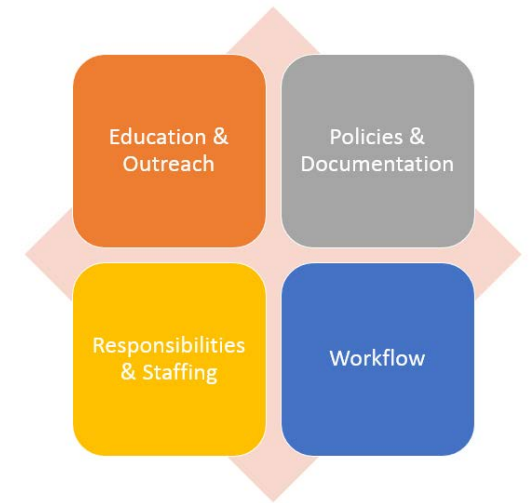 Education &
Outreach
Policies &
Documentation
Responsibilities
& Staffing
Workflow